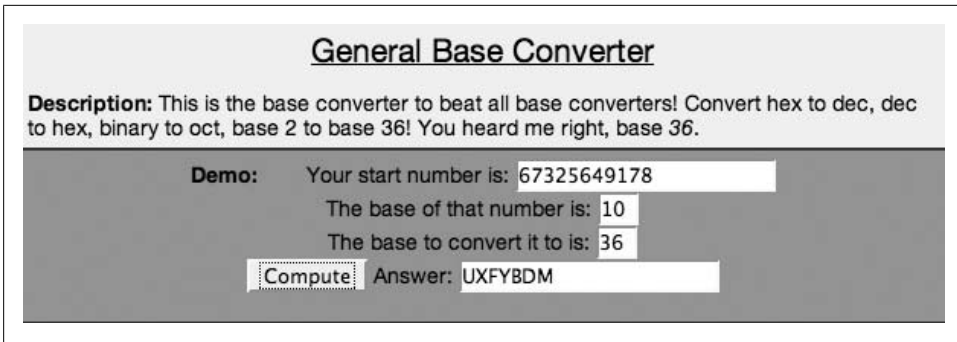 General Base Converter
Description: This is the base converter to beat all base converters! Convert hex to dec, dec
to hex, binary to oct, base 2 to base 36! You heard me right, base 36.
Demo: Your start number is: 67325649178
The base of that number is: 10
The base to convert it to is: 36
Compute Answer: UXFYBDM